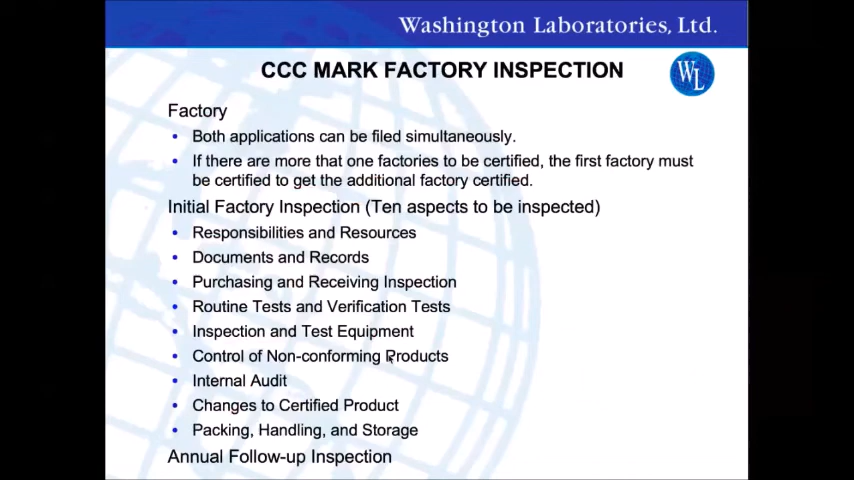 Washington Laboratories, Ltd.
CCC MARK FACTORY INSPECTION
WL
Factory
• Both applications can be filed simultaneously.
• If there are more that one factories to be certified, the first factory must
be certified to get the additional factory certified.
Initial Factory Inspection (Ten aspects to be inspected)
• Responsibilities and Resources
• Documents and Records
• Purchasing and Receiving Inspection
• Routine Tests and Verification Tests
• Inspection and Test Equipment
• Control of Non-conforming Products
• Internal Audit
• Changes to Certified Product
• Packing, Handling, and Storage
Annual Follow-up Inspection